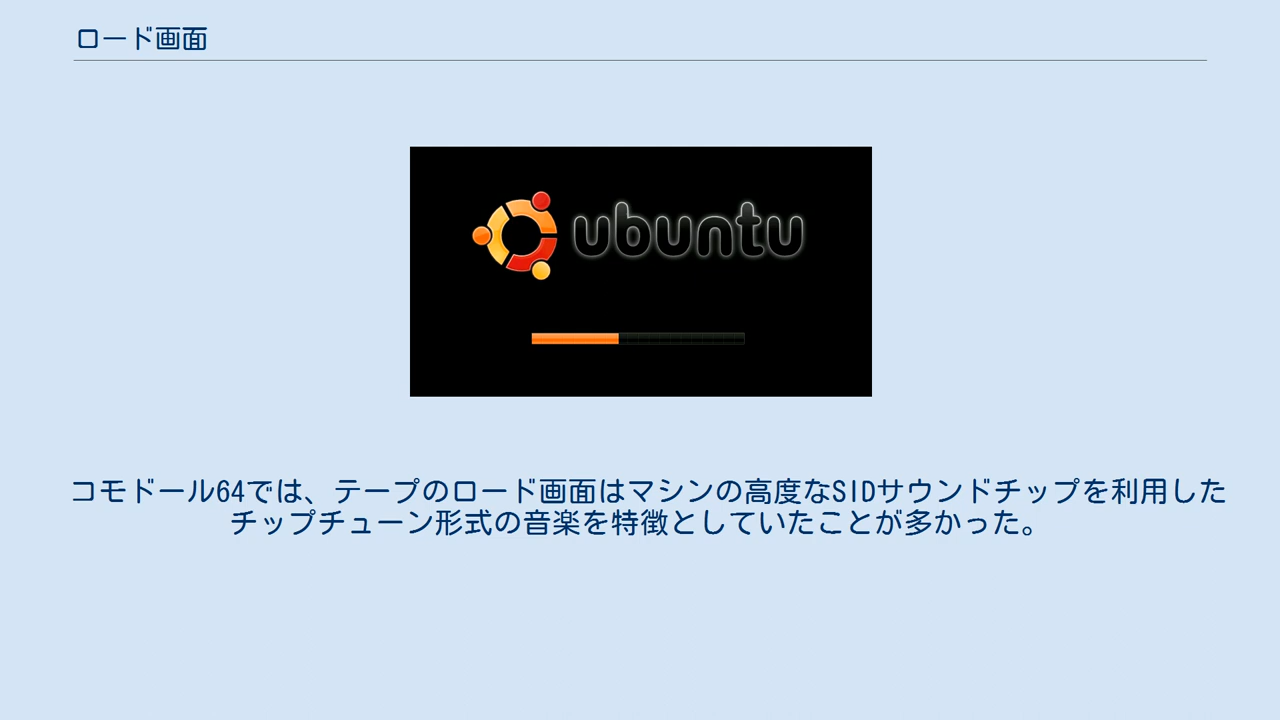 ロード画面
ubuntu
コモドール64では、テープのロード画面はマシンの高度なSIDサウンドチップを利用した
チップチューン形式の音楽を特徴としていたことが多かった。